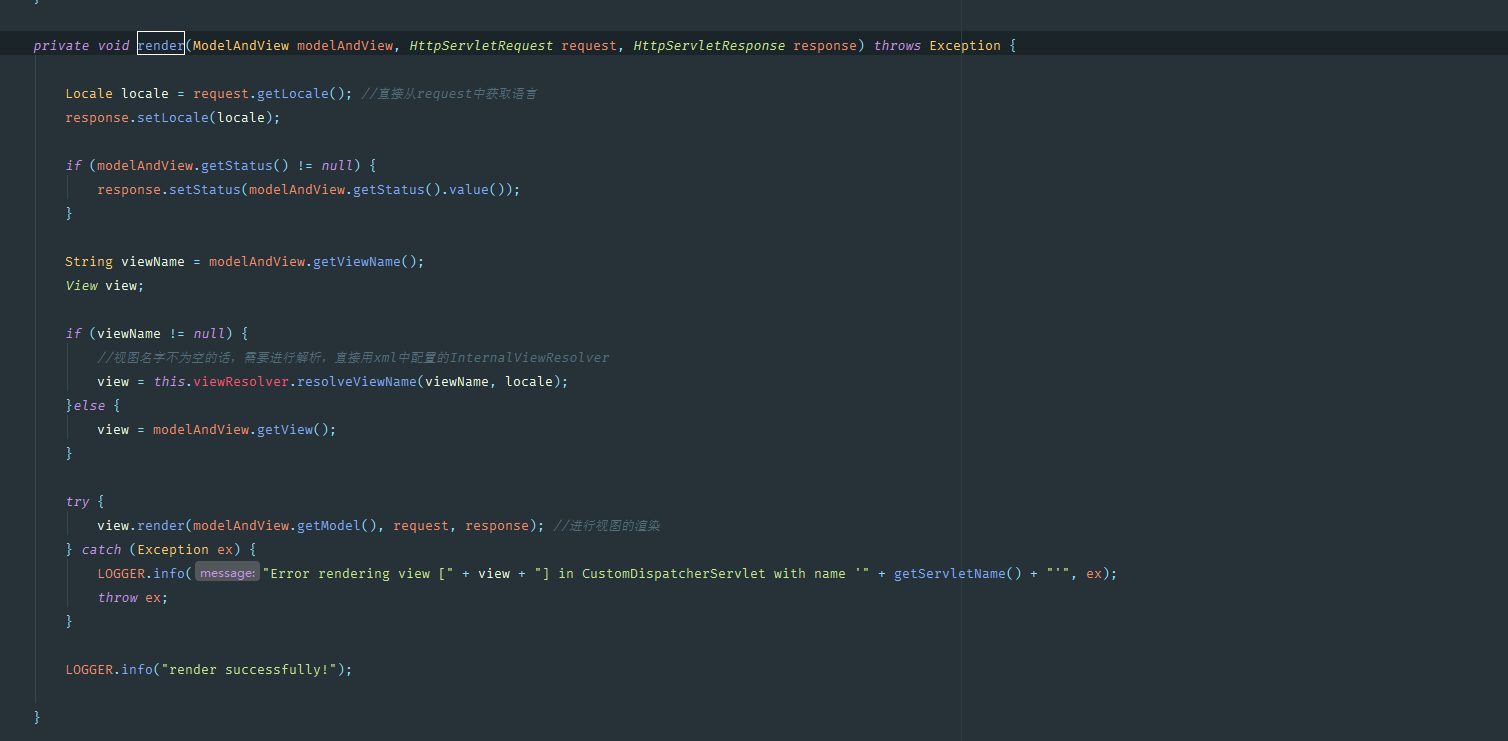 }
private void render(ModelAndView modelAndView, HttpServletRequest request, HttpServletResponse response) throws Exception {
Locale locale = request.getLocale(); //直接从request中获取语言
response.setLocale(locale);
if (modelAndView.getStatus() != null) {
response.setStatus(modelAndView.getStatus().value());
}
String viewName = modelAndView.getViewName();
View view;
if (viewName != null) {
//视图名字不为空的话，需要进行解析，直接用xml中配置的InternalViewResolver
view = this.viewResolver.resolveViewName(viewName, locale);
}else {
view = modelAndView.getView();
}
try {
view.render(modelAndView.getModel(), request, response); //进行视图的渲染
} catch (Exception ex) {
LOGGER.info( message: "Error rendering view [" + view + "] in CustomDispatcherServlet with name '" + getServletName() + "'", ex);
throw ex;
}
LOGGER.info("render successfully!");
}